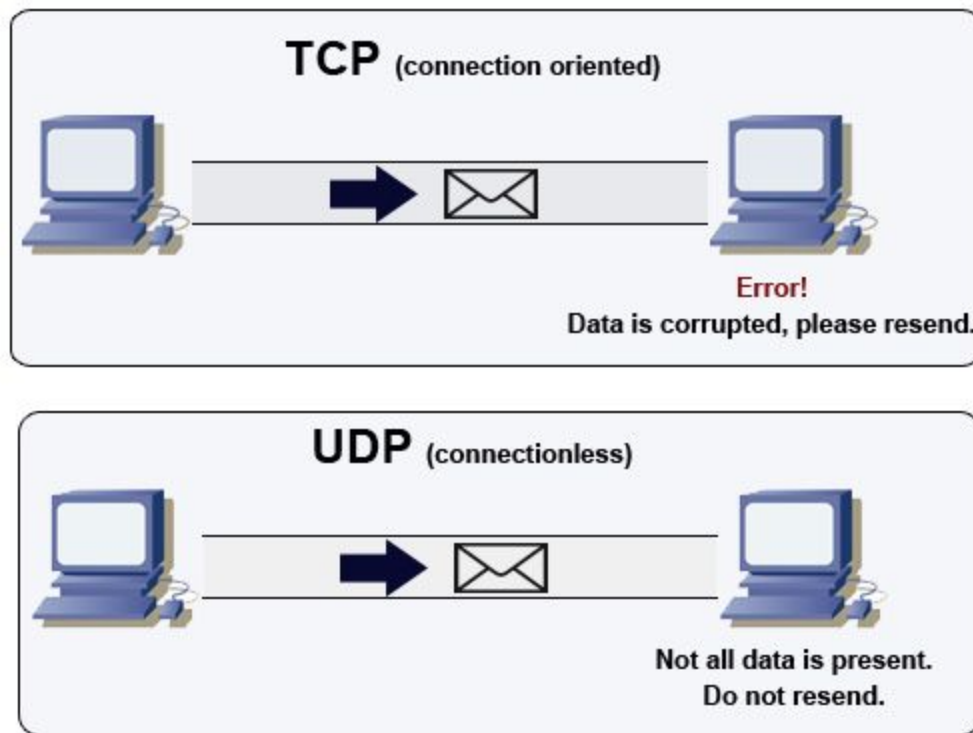 TCP (connection oriented)
Error!
Data is corrupted, please resend.
UDP (connectionless)
Not all data is present.
Do not resend.